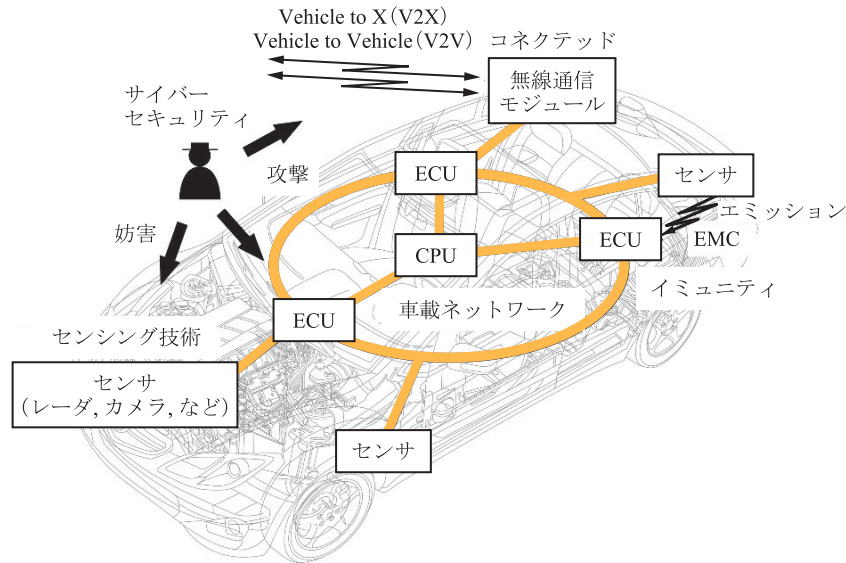 Vehicle to X(V2X)
Vehicle to Vehicle(V2V)
コネクテッド
無線通信
モジュール
サイバー
セキュリティ
攻撃
ECU
センサ
エミッション
妨害
CPU
ECU
EMC
イミュニティ
ECU
車載ネットワーク
センシング技術
センサ
(レーダ, カメラ, など)
センサ